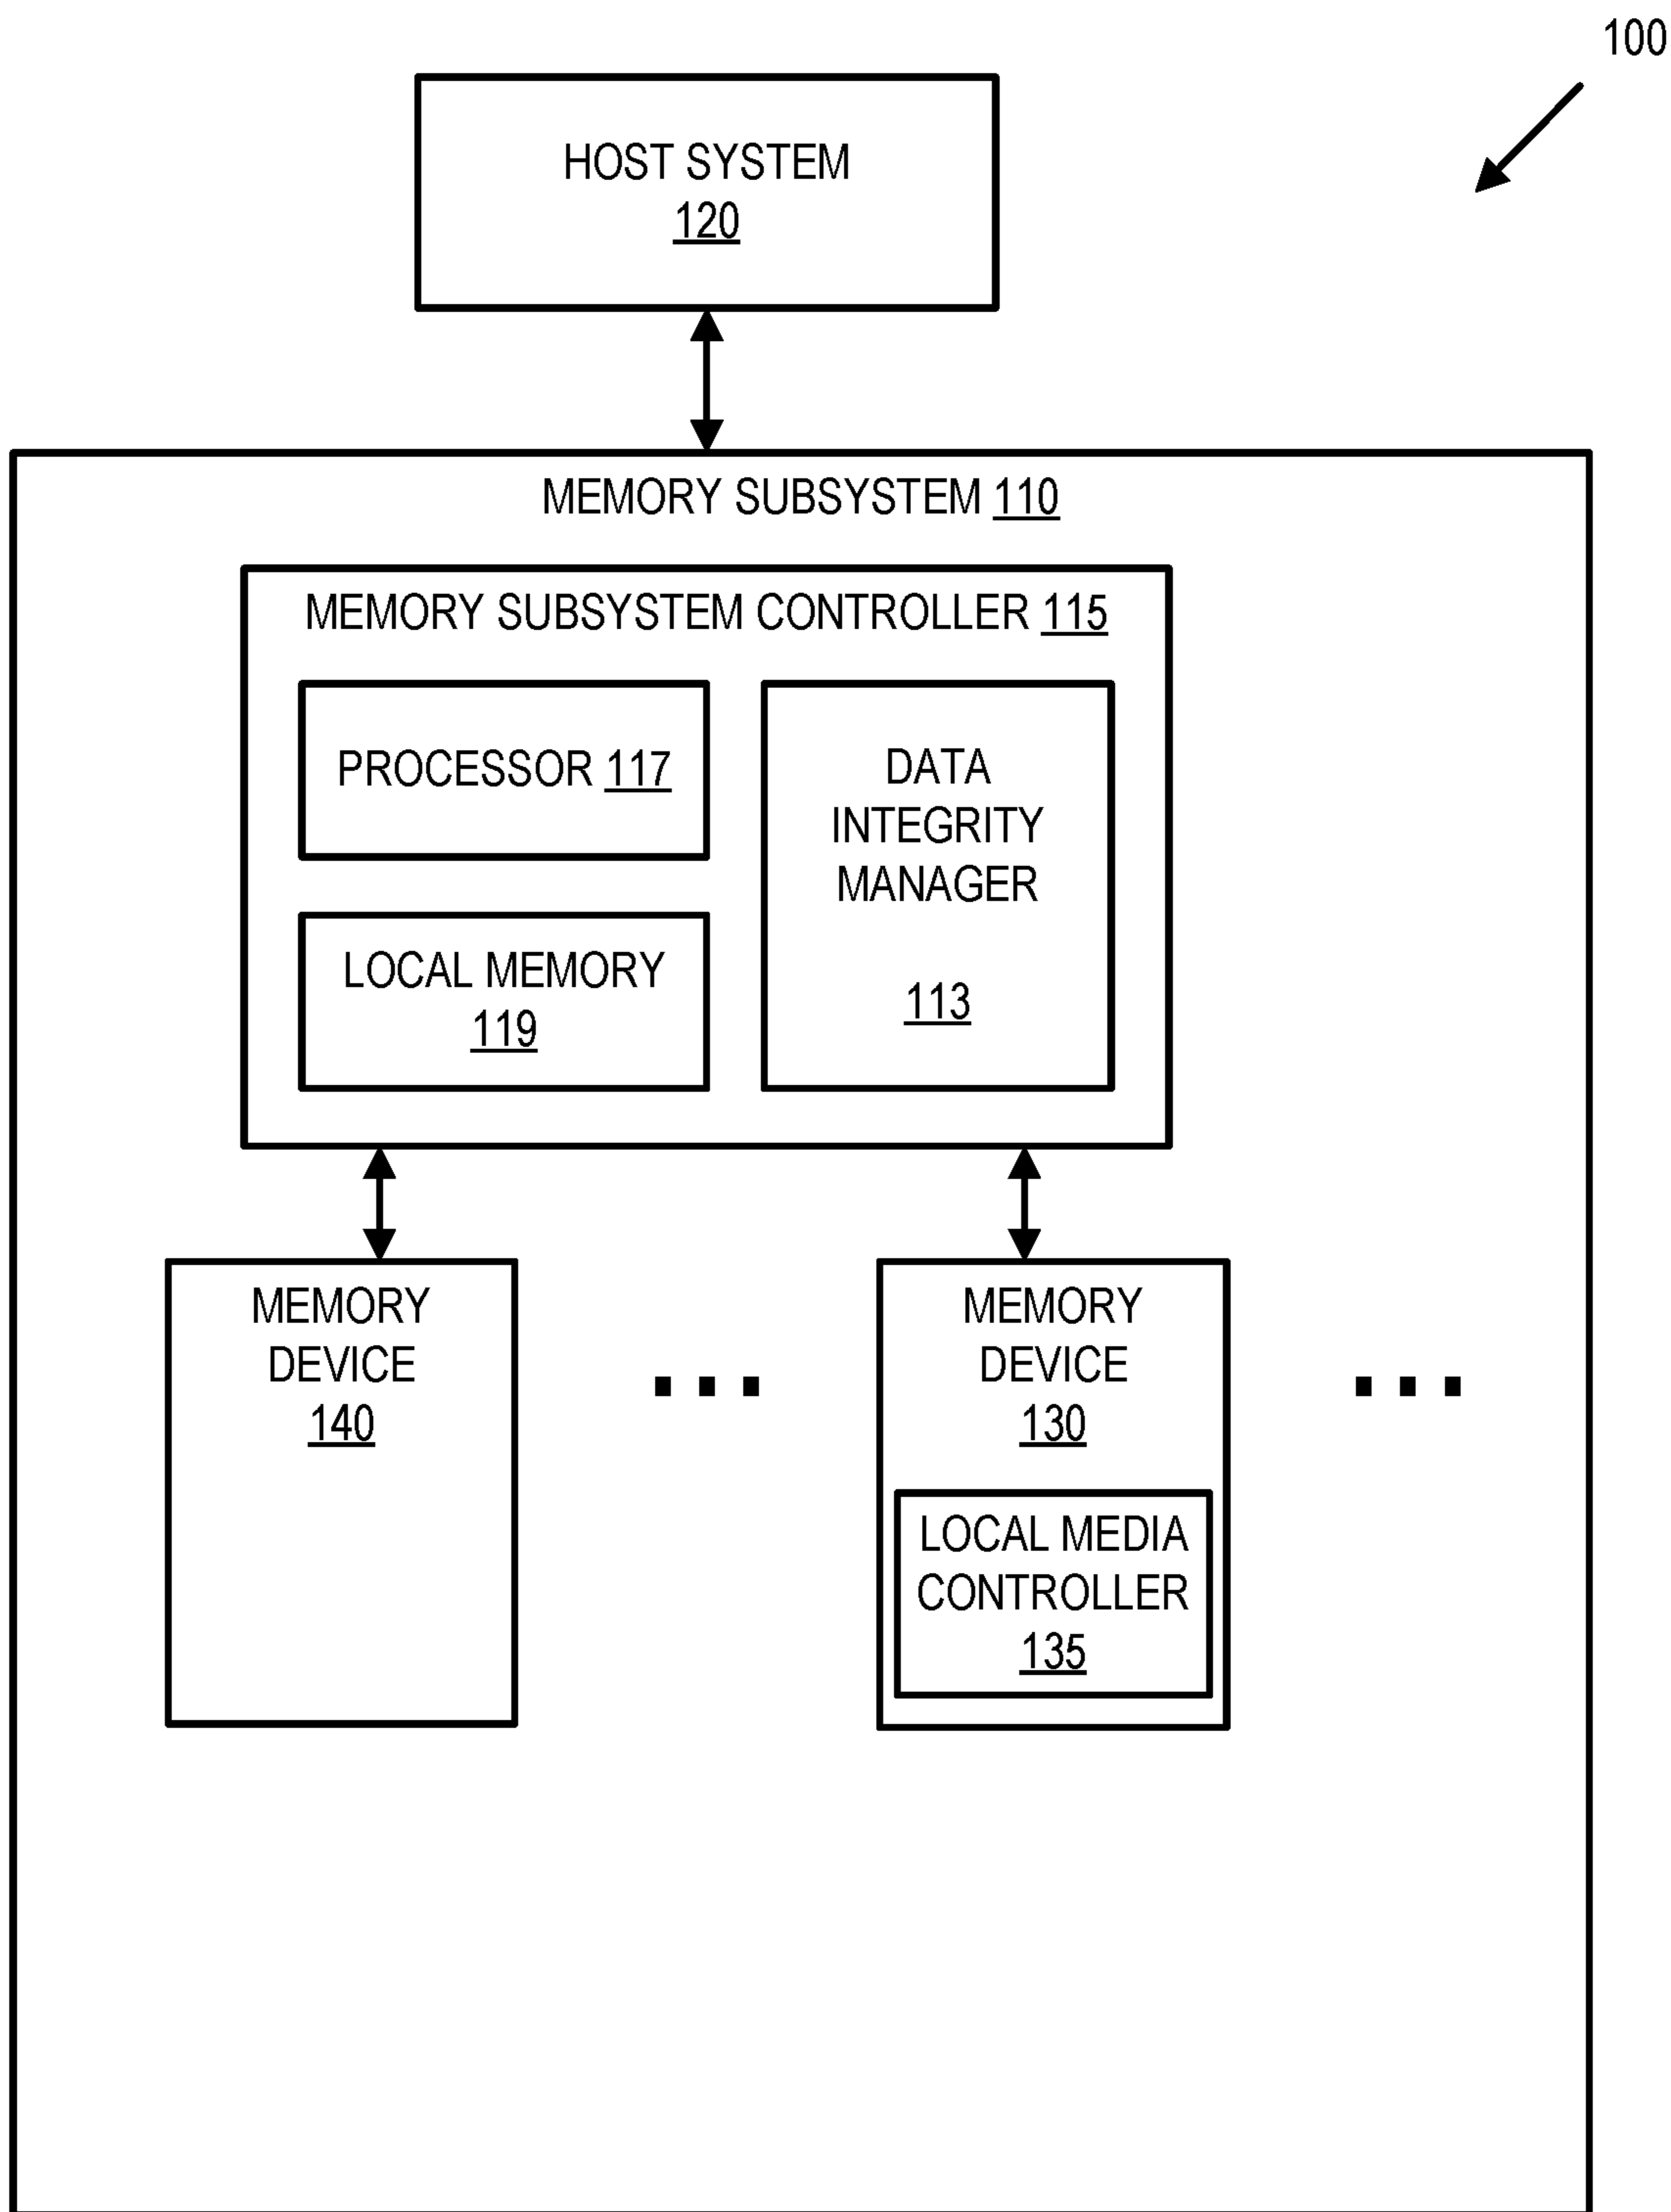 100
HOST SYSTEM
120
MEMORY SUBSYSTEM 110
MEMORY SUBSYSTEM CONTROLLER 115
PROCESSOR 117
LOCAL MEMORY
119
DATA
INTEGRITY
MANAGER
113
MEMORY
DEVICE
140
MEMORY
DEVICE
130
LOCAL MEDIA
CONTROLLER
135